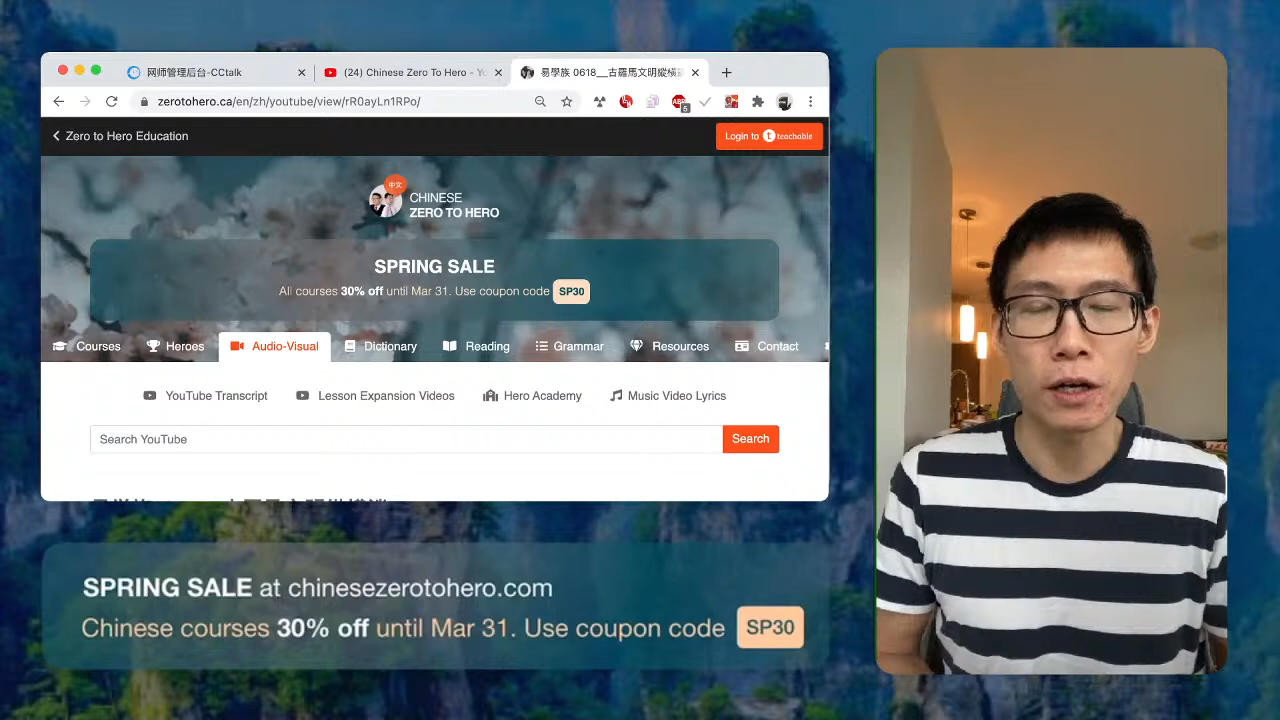 网师管理后台-CCtalk
(24) Chinese Zero To Hero - Yo
易學族 0618__古羅馬文明縱橫
zerotohero.ca/en/zh/youtube/view/rR0ayLn1RPo/
5
Zero to Hero Education
Login to teachable
中文
CHINESE
ZERO TO HERO
SPRING SALE
All courses 30% off until Mar 31. Use coupon code SP30
Courses Heroes Audio-Visual Dictionary Reading Grammar Resources Contact
YouTube Transcript Lesson Expansion Videos Hero Academy Music Video Lyrics
Search YouTube Search
SPRING SALE at chinesezerotohero.com
Chinese courses 30% off until Mar 31. Use coupon code SP30